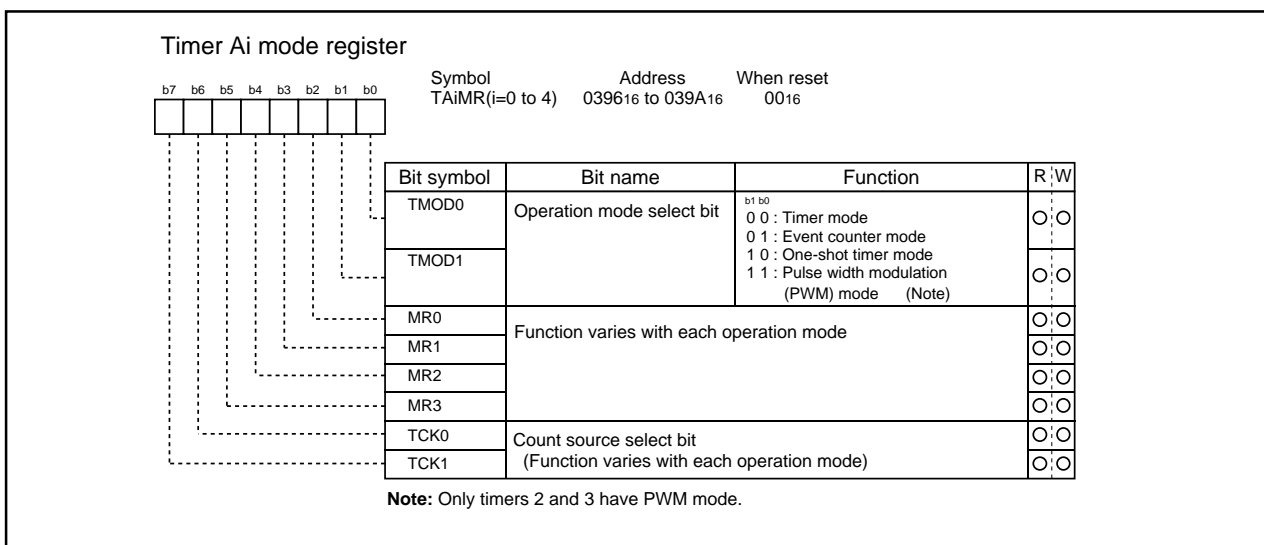 Timer Ai mode register
Symbol Address When reset
TAiMR(i=0 to 4) 039616 to 039A16 0016
b7 b6 b5 b4 b3 b2 b1 b0
Bit symbol Bit name Function R W
TMOD0 Operation mode select bit b1 b0
0 0 : Timer mode
0 1 : Event counter mode
TMOD1 1 0 : One-shot timer mode
1 1 : Pulse width modulation
(PWM) mode (Note)
MR0 Function varies with each operation mode
MR1
MR2
MR3
TCK0 Count source select bit
TCK1 (Function varies with each operation mode)
Note: Only timers 2 and 3 have PWM mode.